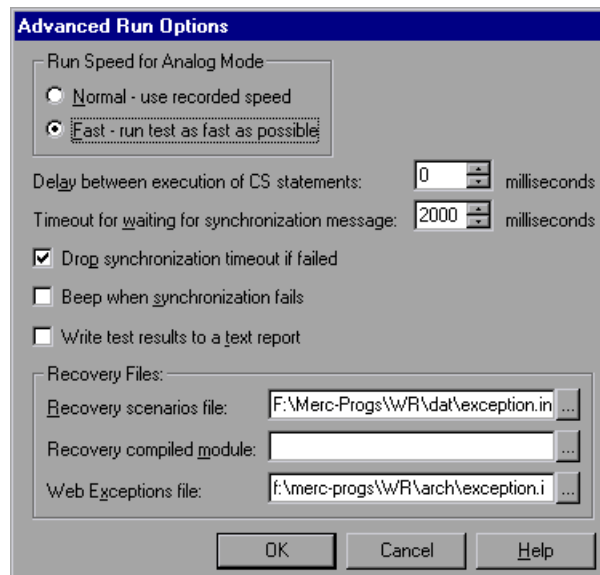 Advanced Run Options
Run Speed for Analog Mode
Normal - use recorded speed
Fast - run test as fast as possible
Delay between execution of CS statements: 0 milliseconds
Timeout for waiting for synchronization message: 2000 milliseconds
Drop synchronization timeout if failed
Beep when synchronization fails
Write test results to a text report
Recovery Files:
Recovery scenarios file: F:\Merc-Progs\WR\dat\exception.in ...
Recovery compiled module: ...
Web Exceptions file: f:\merc-progs\WR\arch\exception.i ...
OK Cancel Help